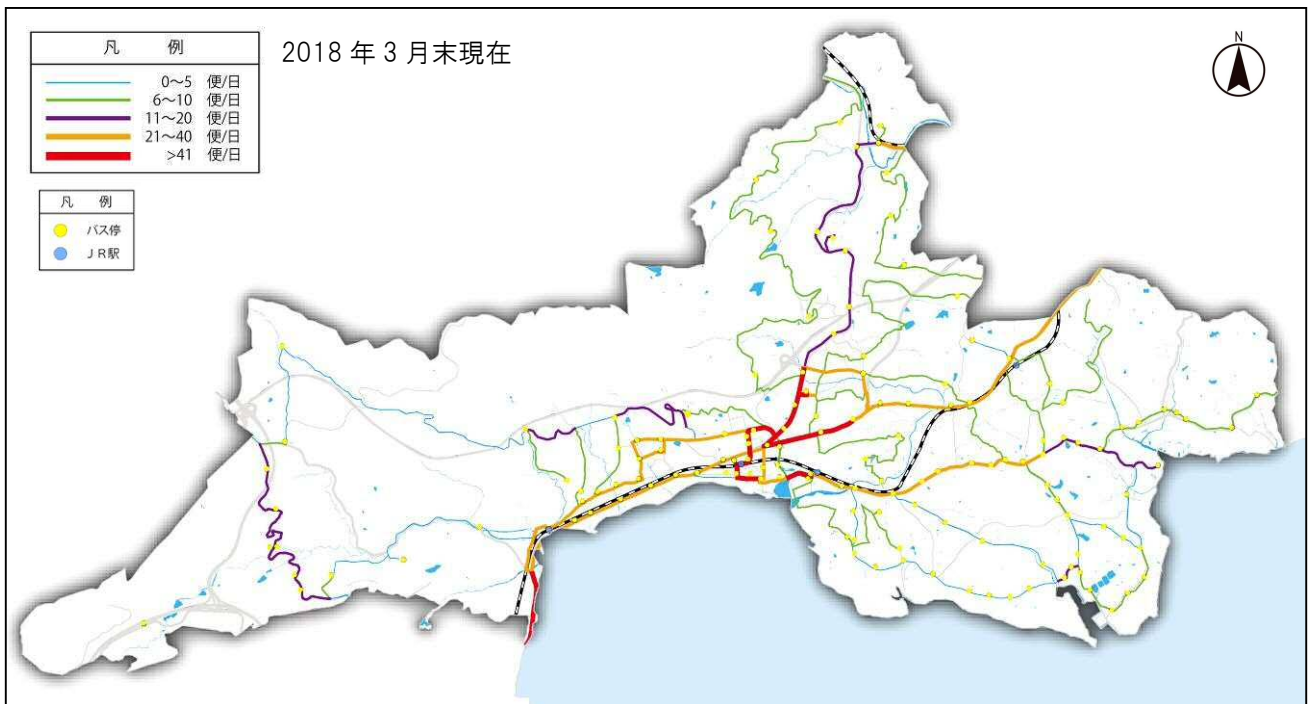 凡 例
0～5 便/日
6～10 便/日
11～20 便/日
21～40 便/日
>41 便/日
2018 年 3 月末現在
N
凡 例
バス停
ＪＲ駅